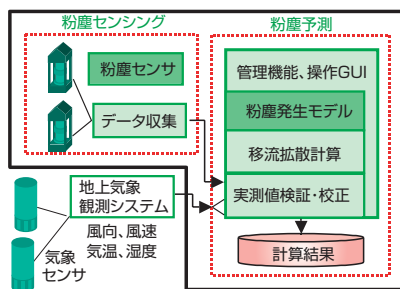 粉塵センシング
粉塵予測
粉塵センサ
データ収集
管理機能、操作GUI
粉塵発生モデル
移流拡散計算
実測値検証・校正
計算結果
地上気象
観測システム
風向、風速
気温、湿度
気象
センサ